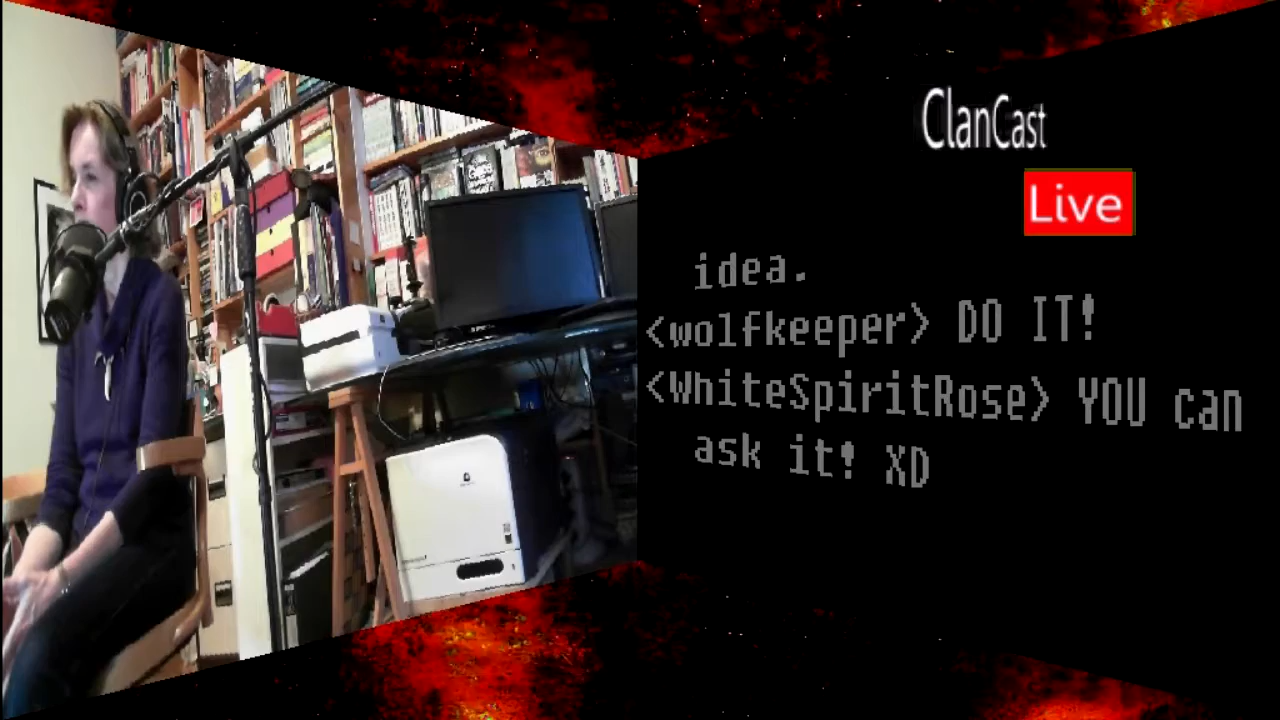 ClanCast
Live
idea.
<wolfkeeper> DO IT!
<WhiteSpiritRose> YOU can
ask it! XD